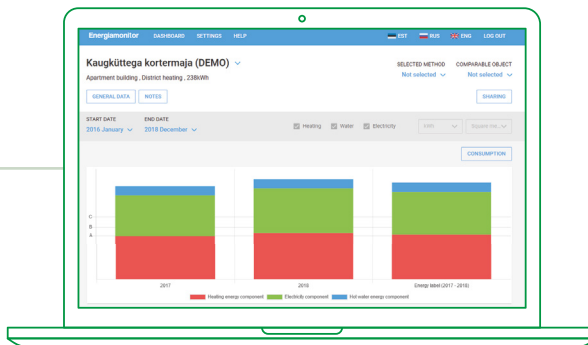 Energiamonitor DASHBOARD SETTINGS HELP EST RUS ENG LOG OUT
Kaugküttega kortermaja (DEMO)
Apartment building , District heating , 238kWh
SELECTED METHOD COMPARABLE OBJECT
Not selected Not selected
GENERAL DATA NOTES SHARING
START DATE END DATE
2016 January 2018 December
Heating Water Electricity
CONSUMPTION
C
B
A
2017 2018 Energy label (2017 - 2018)
Heating energy component Electricity component Hot water energy component